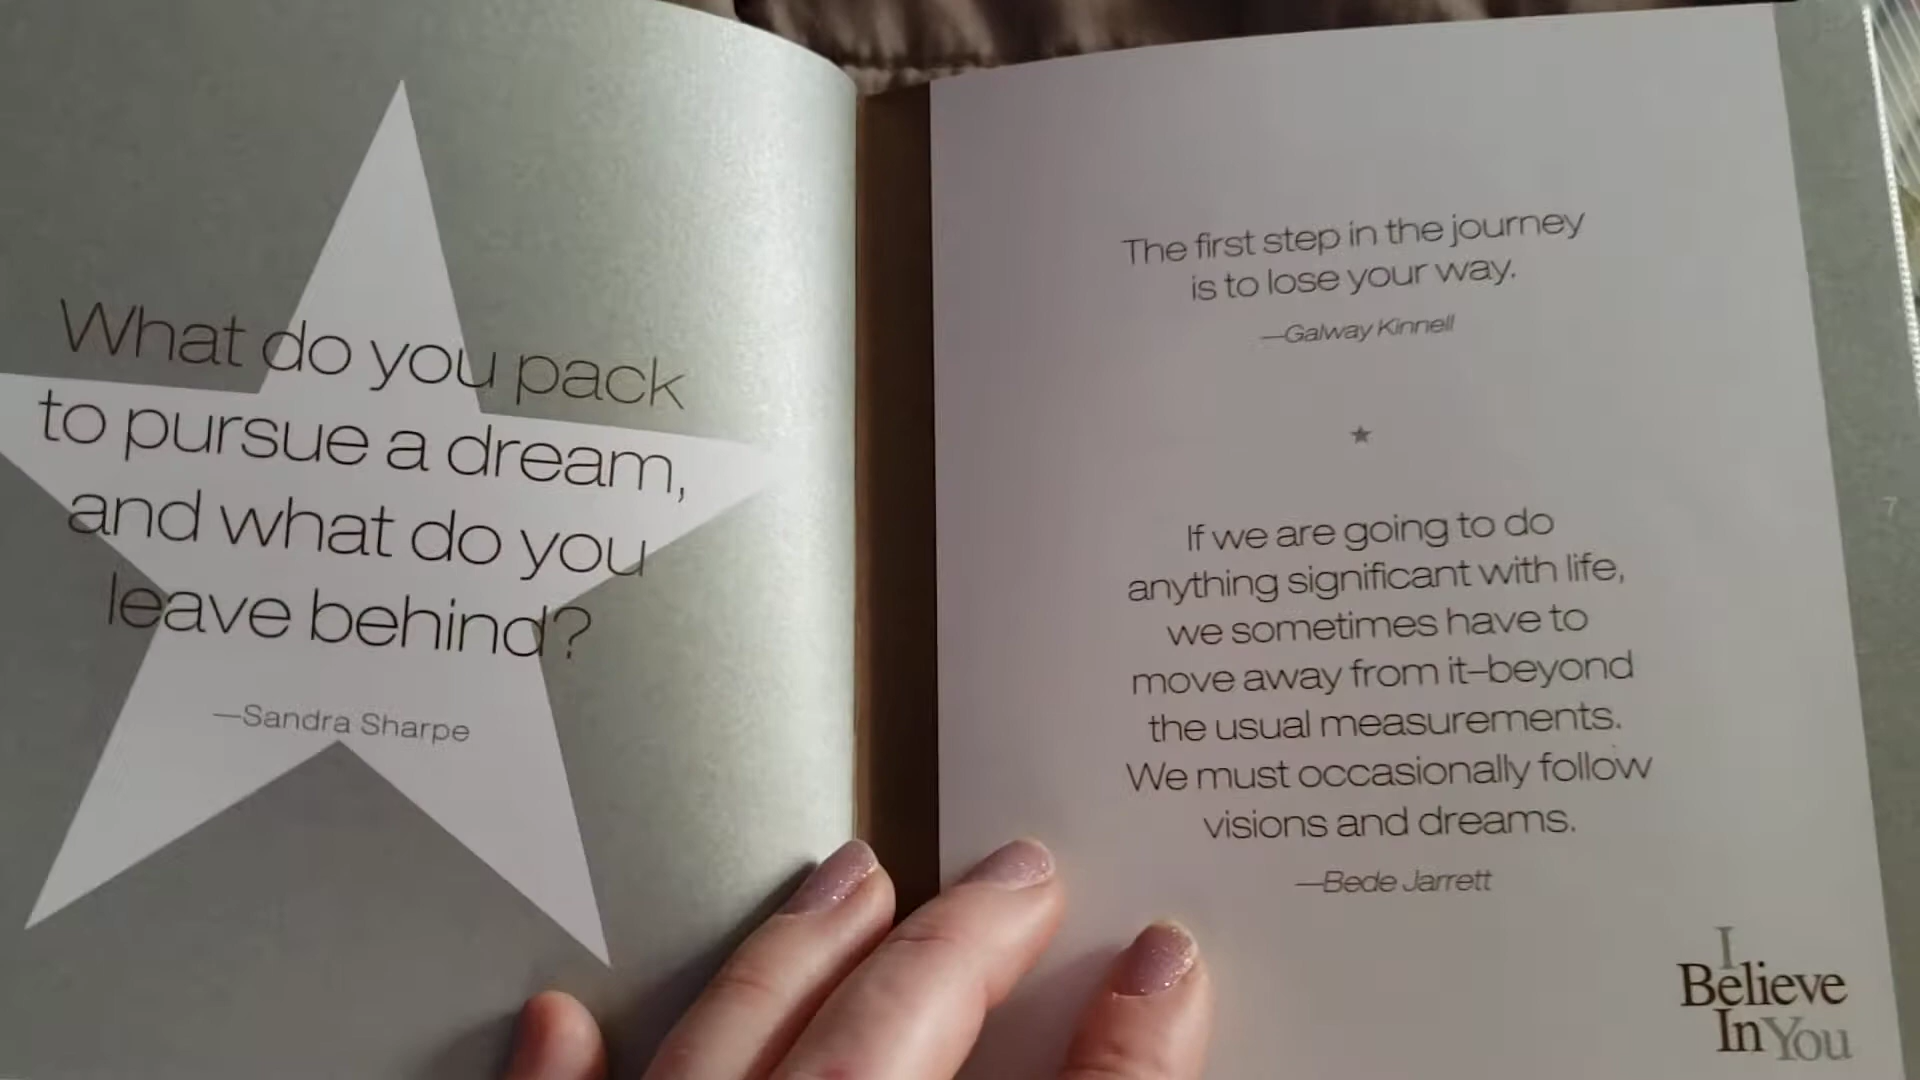 What do you pack
to pursue a dream,
and what do you
leave behind?
—Sandra Sharpe
The first step in the journey
is to lose your way.
—Galway Kinnell
If we are going to do
anything significant with life,
we sometimes have to
move away from it–beyond
the usual measurements.
We must occasionally follow
visions and dreams.
—Bede Jarrett
I
Believe
In You
7